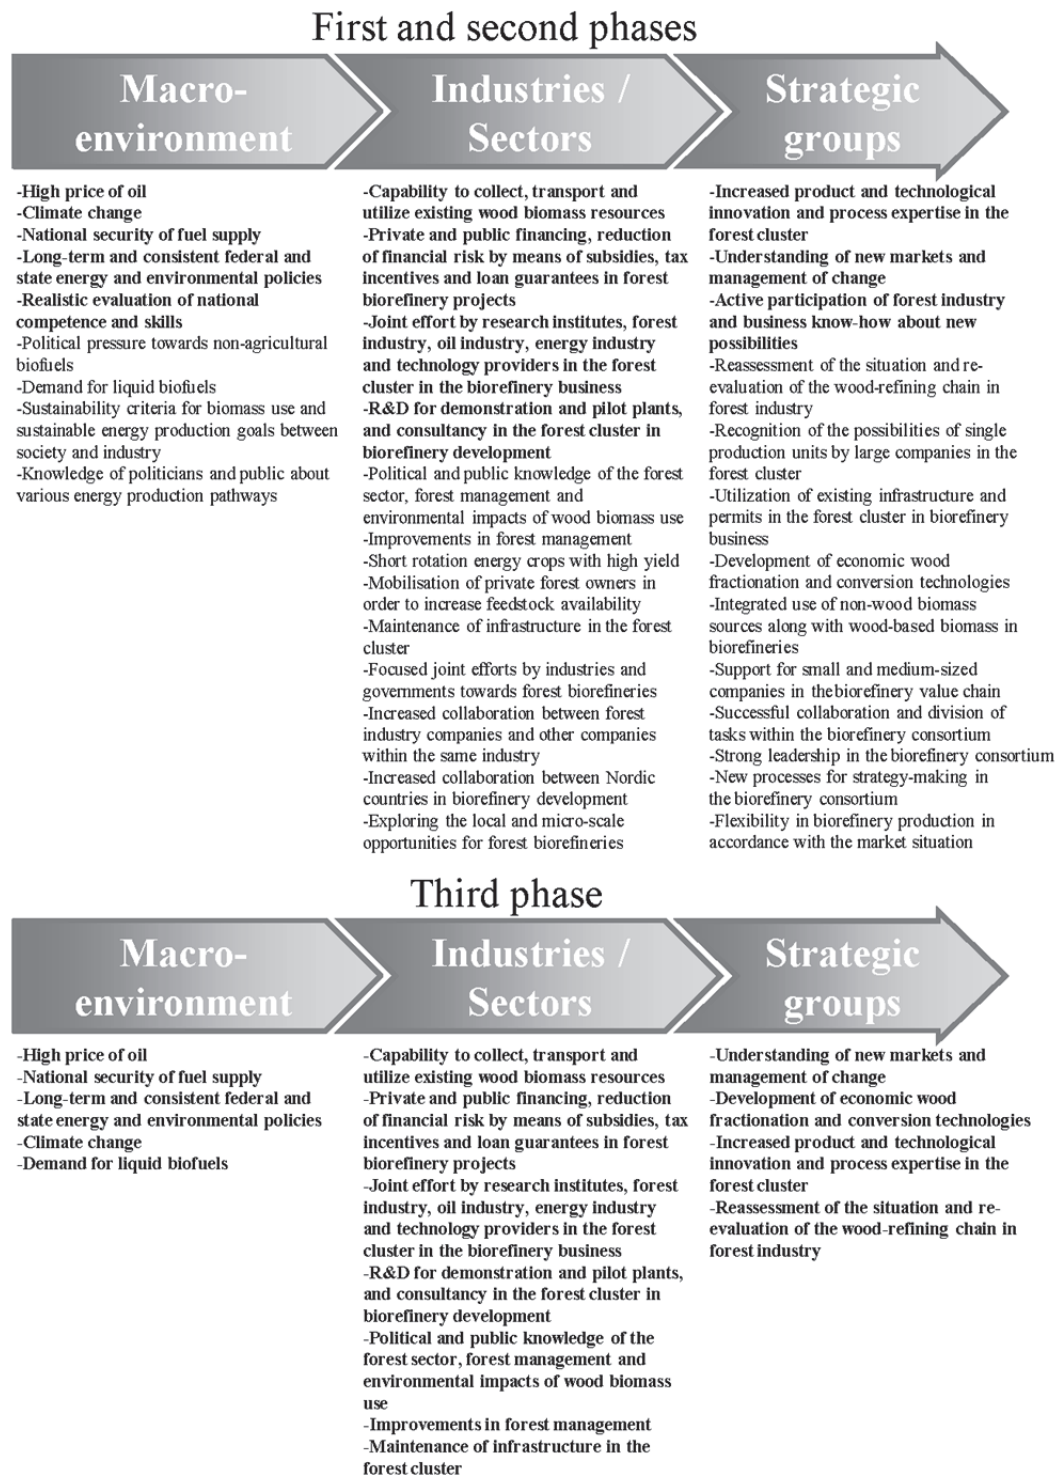 First and second phases
Macro-
environment
Industries /
Sectors
Strategic
groups
-High price of oil
-Climate change
-National security of fuel supply
-Long-term and consistent federal and
state energy and environmental policies
-Realistic evaluation of national
competence and skills
-Political pressure towards non-agricultural
biofuels
-Demand for liquid biofuels
-Sustainability criteria for biomass use and
sustainable energy production goals between
society and industry
-Knowledge of politicians and public about
various energy production pathways
-Capability to collect, transport and
utilize existing wood biomass resources
-Private and public financing, reduction
of financial risk by means of subsidies, tax
incentives and loan guarantees in forest
biorefinery projects
-Joint effort by research institutes, forest
industry, oil industry, energy industry
and technology providers in the forest
cluster in the biorefinery business
-R&D for demonstration and pilot plants,
and consultancy in the forest cluster in
biorefinery development
-Political and public knowledge of the forest
sector, forest management and
environmental impacts of wood biomass use
-Improvements in forest management
-Short rotation energy crops with high yield
-Mobilisation of private forest owners in
order to increase feedstock availability
-Maintenance of infrastructure in the forest
cluster
-Focused joint efforts by industries and
governments towards forest biorefineries
-Increased collaboration between forest
industry companies and other companies
within the same industry
-Increased collaboration between Nordic
countries in biorefinery development
-Exploring the local and micro-scale
opportunities for forest biorefineries
-Increased product and technological
innovation and process expertise in the
forest cluster
-Understanding of new markets and
management of change
-Active participation of forest industry
and business know-how about new
possibilities
-Reassessment of the situation and re-
evaluation of the wood-refining chain in
forest industry
-Recognition of the possibilities of single
production units by large companies in the
forest cluster
-Utilization of existing infrastructure and
permits in the forest cluster in biorefinery
business
-Development of economic wood
fractionation and conversion technologies
-Integrated use of non-wood biomass
sources along with wood-based biomass in
biorefineries
-Support for small and medium-sized
companies in the biorefinery value chain
-Successful collaboration and division of
tasks within the biorefinery consortium
-Strong leadership in the biorefinery consortium
-New processes for strategy-making in
the biorefinery consortium
-Flexibility in biorefinery production in
accordance with the market situation
Third phase
Macro-
environment
Industries /
Sectors
Strategic
groups
-High price of oil
-National security of fuel supply
-Long-term and consistent federal and
state energy and environmental policies
-Climate change
-Demand for liquid biofuels
-Capability to collect, transport and
utilize existing wood biomass resources
-Private and public financing, reduction
of financial risk by means of subsidies, tax
incentives and loan guarantees in forest
biorefinery projects
-Joint effort by research institutes, forest
industry, oil industry, energy industry
and technology providers in the forest
cluster in the biorefinery business
-R&D for demonstration and pilot plants,
and consultancy in the forest cluster in
biorefinery development
-Political and public knowledge of the
forest sector, forest management and
environmental impacts of wood biomass
use
-Improvements in forest management
-Maintenance of infrastructure in the
forest cluster
-Understanding of new markets and
management of change
-Development of economic wood
fractionation and conversion technologies
-Increased product and technological
innovation and process expertise in the
forest cluster
-Reassessment of the situation and re-
evaluation of the wood-refining chain in
forest industry